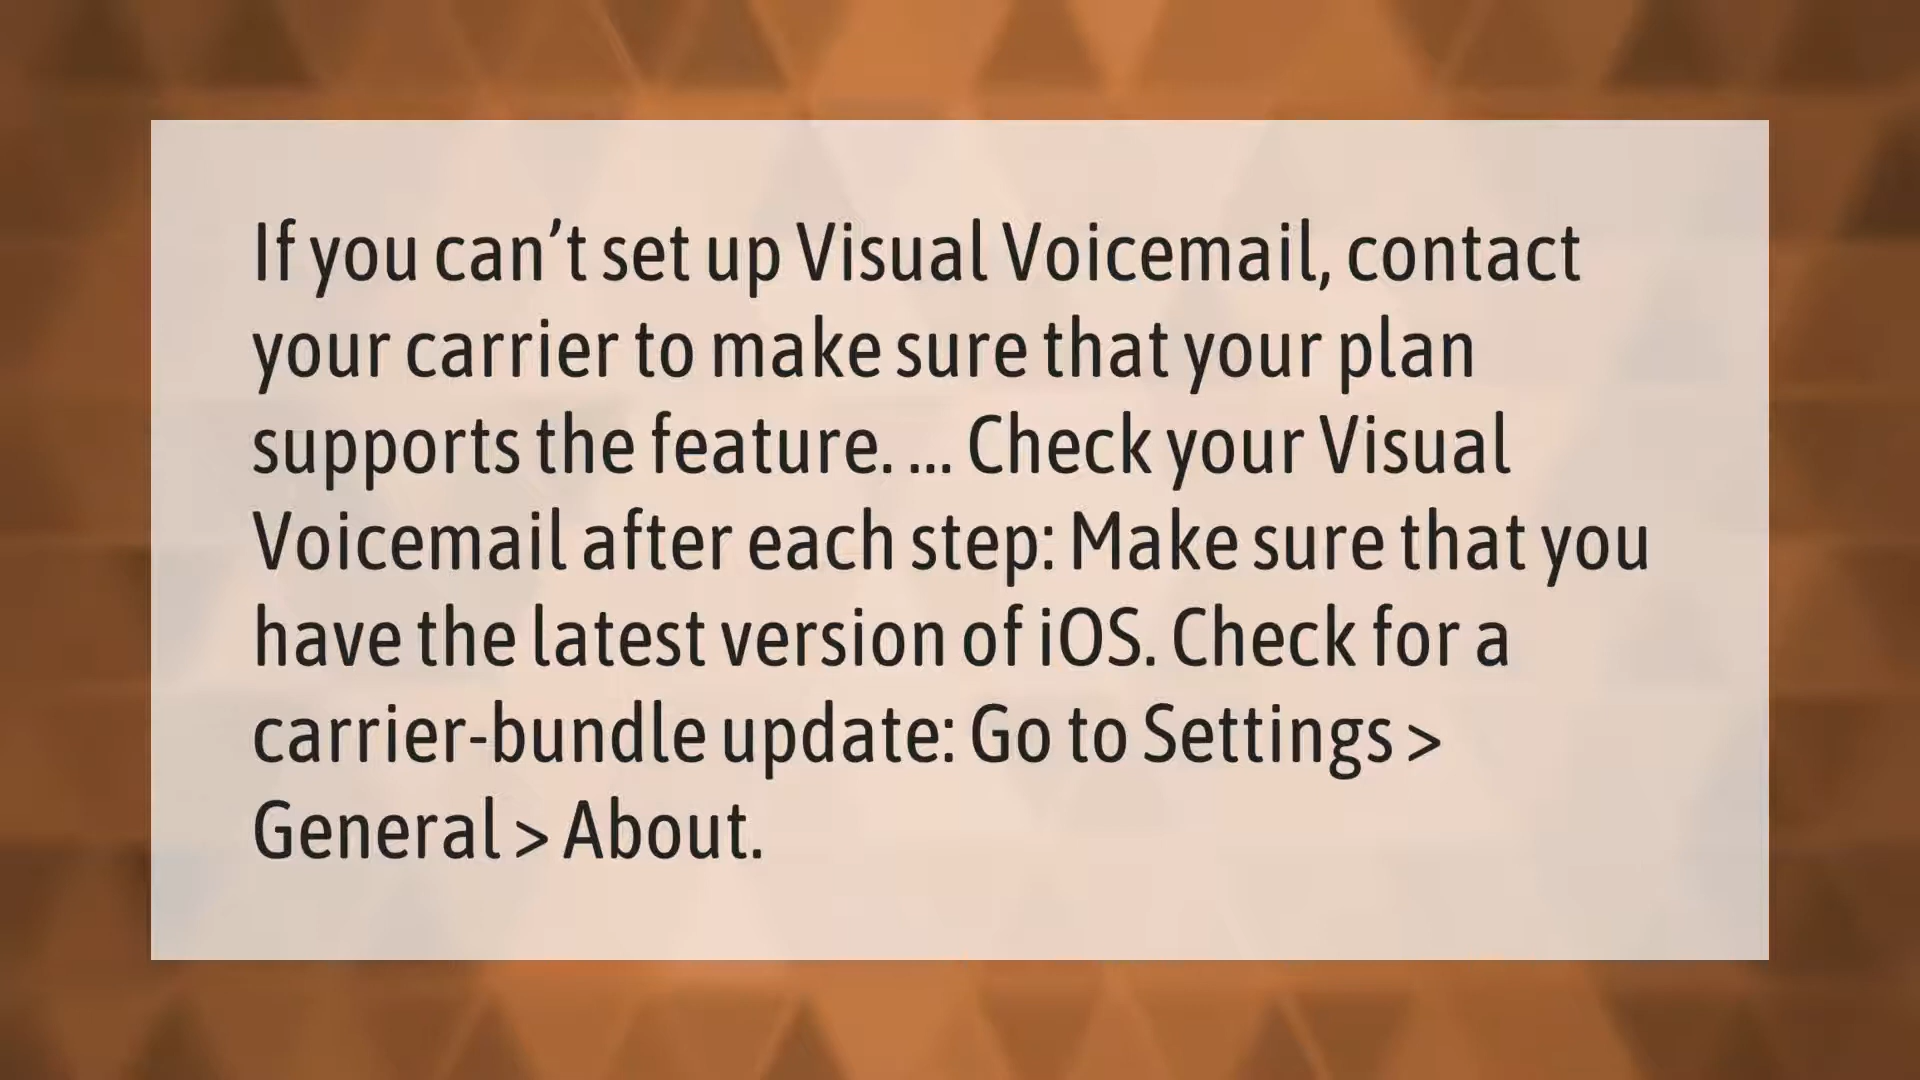 If you can’t set up Visual Voicemail, contact
your carrier to make sure that your plan
supports the feature. ... Check your Visual
Voicemail after each step: Make sure that you
have the latest version of iOS. Check for a
carrier-bundle update: Go to Settings >
General > About.